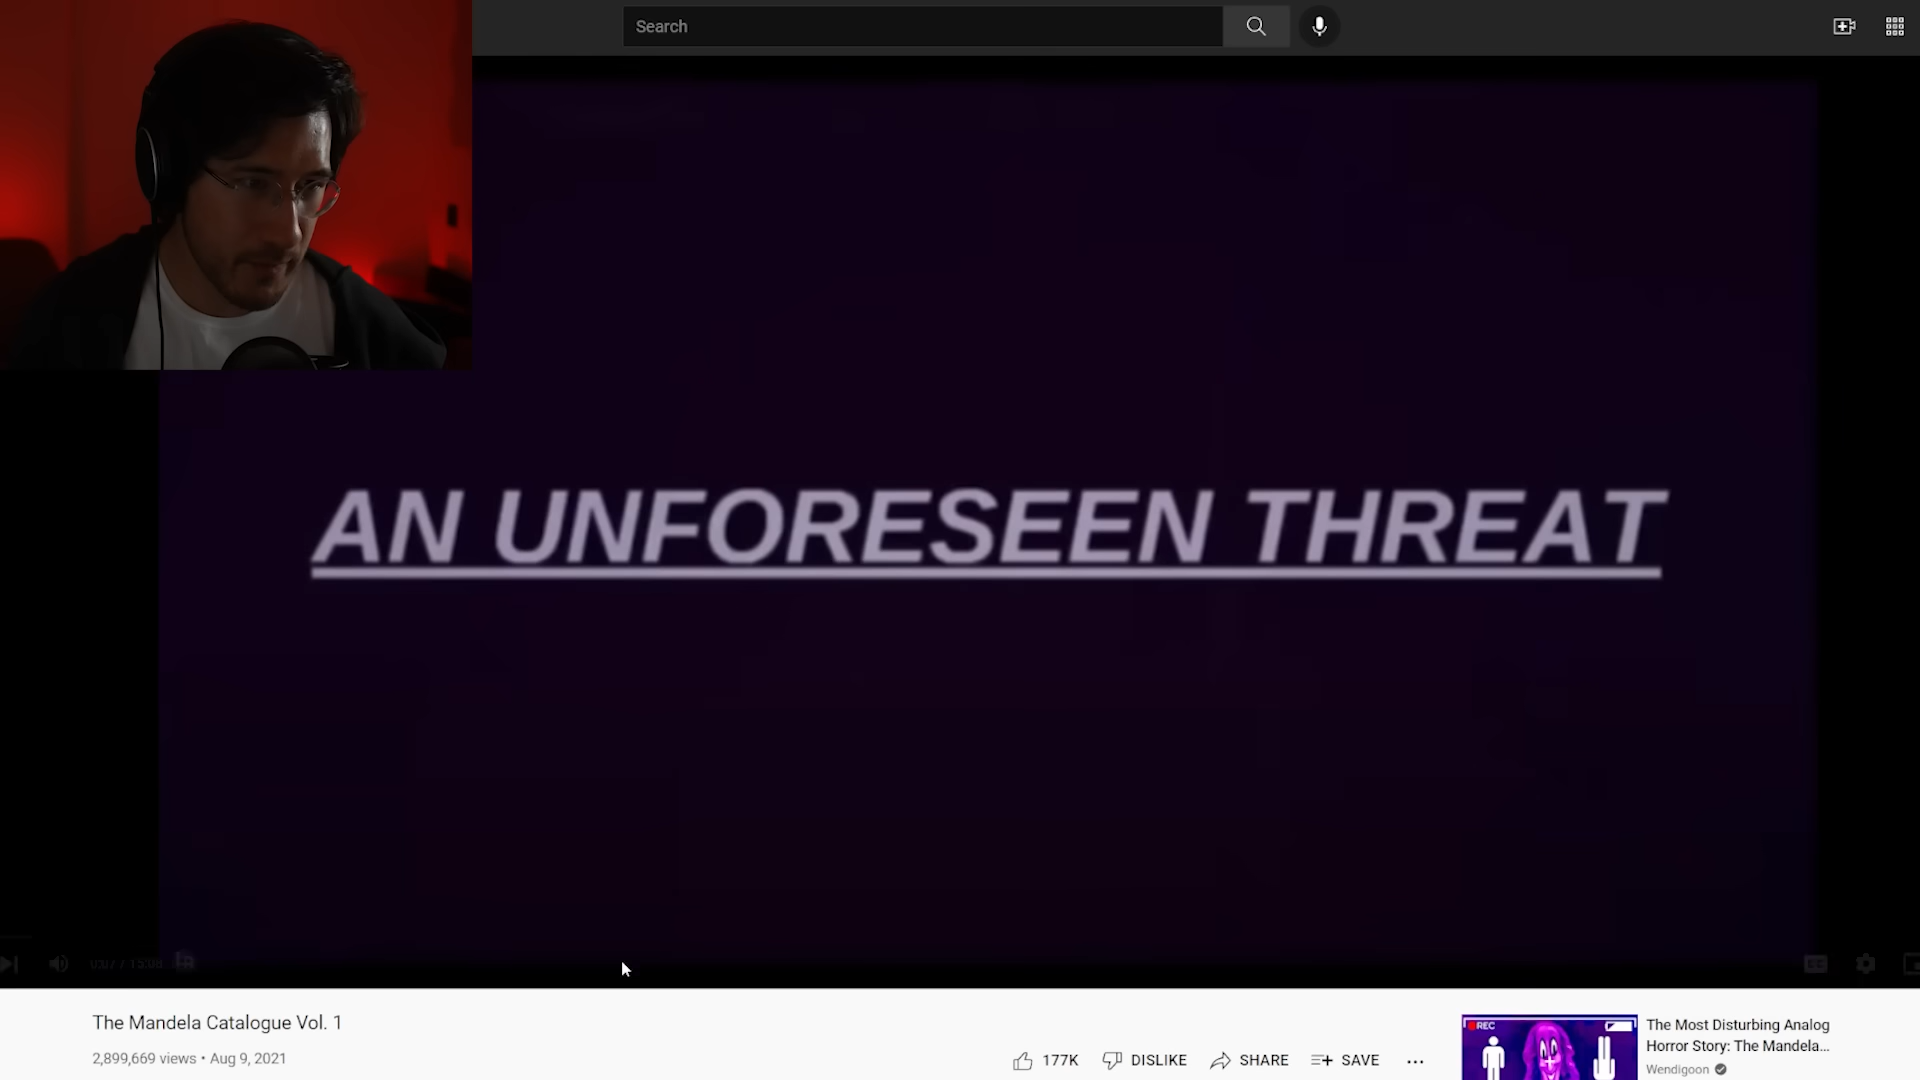 Search
AN UNFORESEEN THREAT
The Mandela Catalogue Vol. 1
2,899,669 views • Aug 9, 2021
177K
DISLIKE
SHARE
SAVE
REC
The Most Disturbing Analog
Horror Story: The Mandela...
Wendigoon